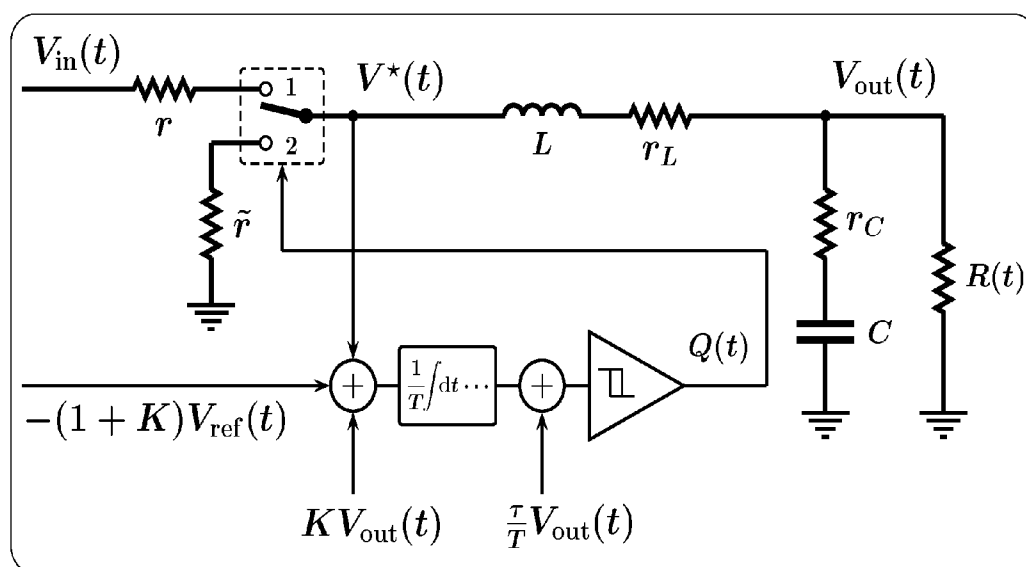 V_in(t)
V*(t)
V_out(t)
1
r
2
L
r_L
r̃
r_C
R(t)
C
Q(t)
+
1/T ∫dt ···
+
−(1 + K)V_ref(t)
KV_out(t)
τ/T V_out(t)